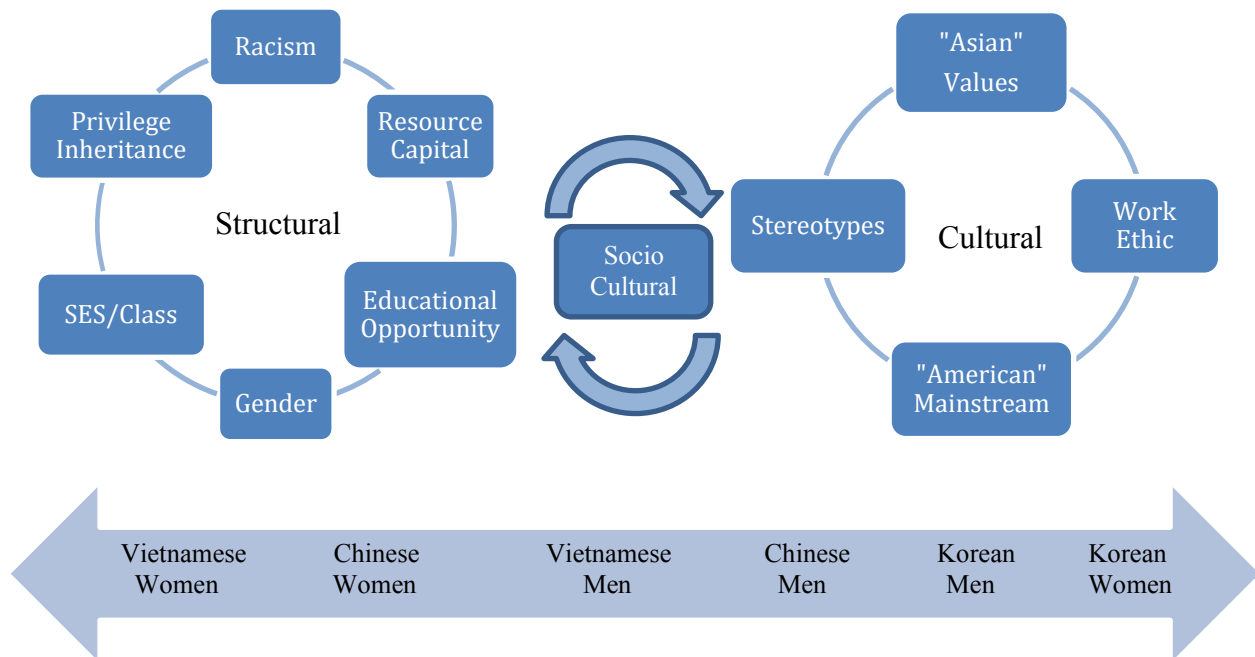 Racism
Privilege
Inheritance
Resource
Capital
Structural
SES/Class
Educational
Opportunity
Gender
Socio
Cultural
"Asian"
Values
Stereotypes
Cultural
Work
Ethic
"American"
Mainstream
Vietnamese
Women
Chinese
Women
Vietnamese
Men
Chinese
Men
Korean
Men
Korean
Women